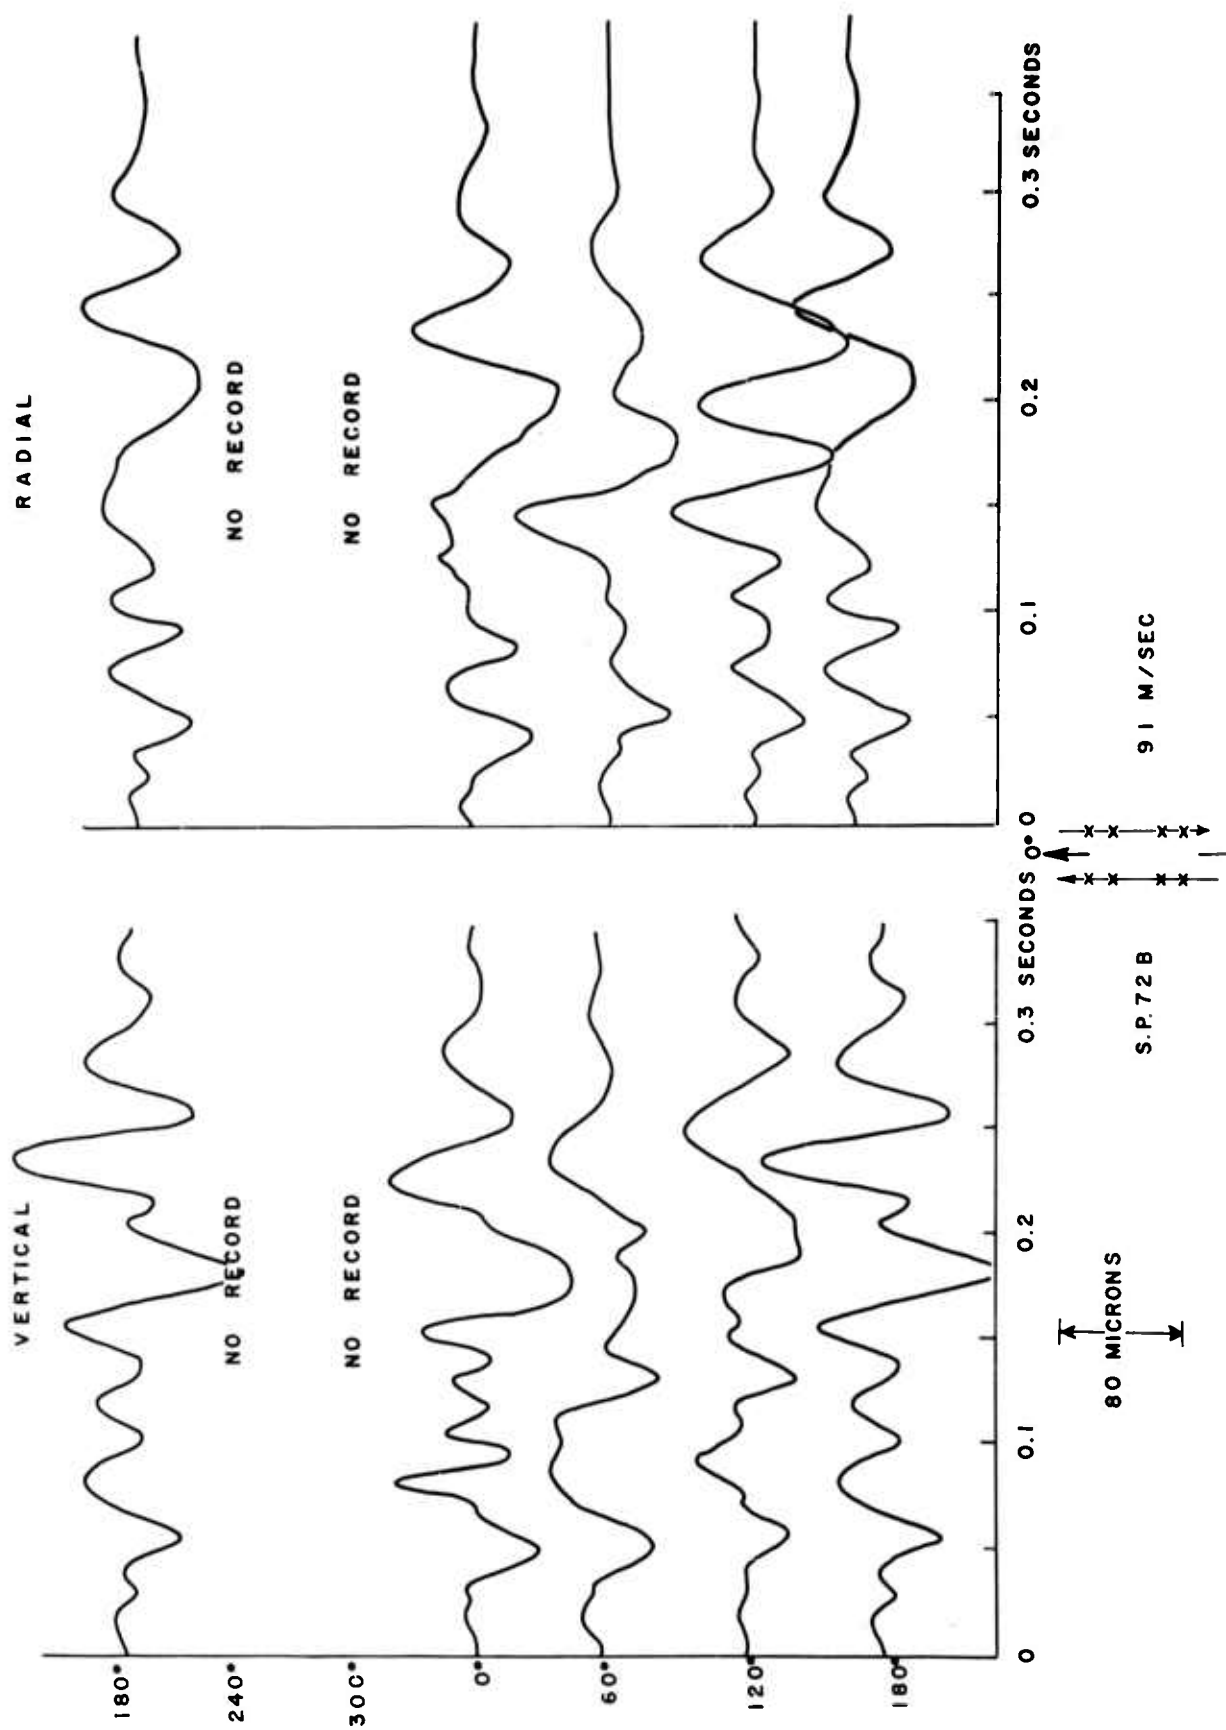 VERTICAL
RADIAL
180°
240°
NO RECORD
NO RECORD
300°
NO RECORD
NO RECORD
0°
60°
120°
180°
0
0.1
0.2
0.3 SECONDS
0°
0
0.1
0.2
0.3 SECONDS
80 MICRONS
S.P. 72 B
91 M/SEC